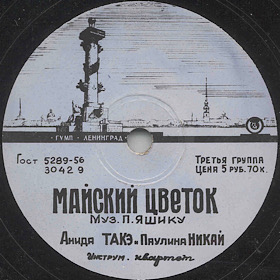 ГУМП - ЛЕНИНГРАД
Гост 5289-56
30429
Третья группа
Цена 5 руб. 70 к.
МАЙСКИЙ ЦВЕТОК
Муз. П. Яшику
Анида ТАКЭ и Паулина НИКАЙ
Инструм. квартет